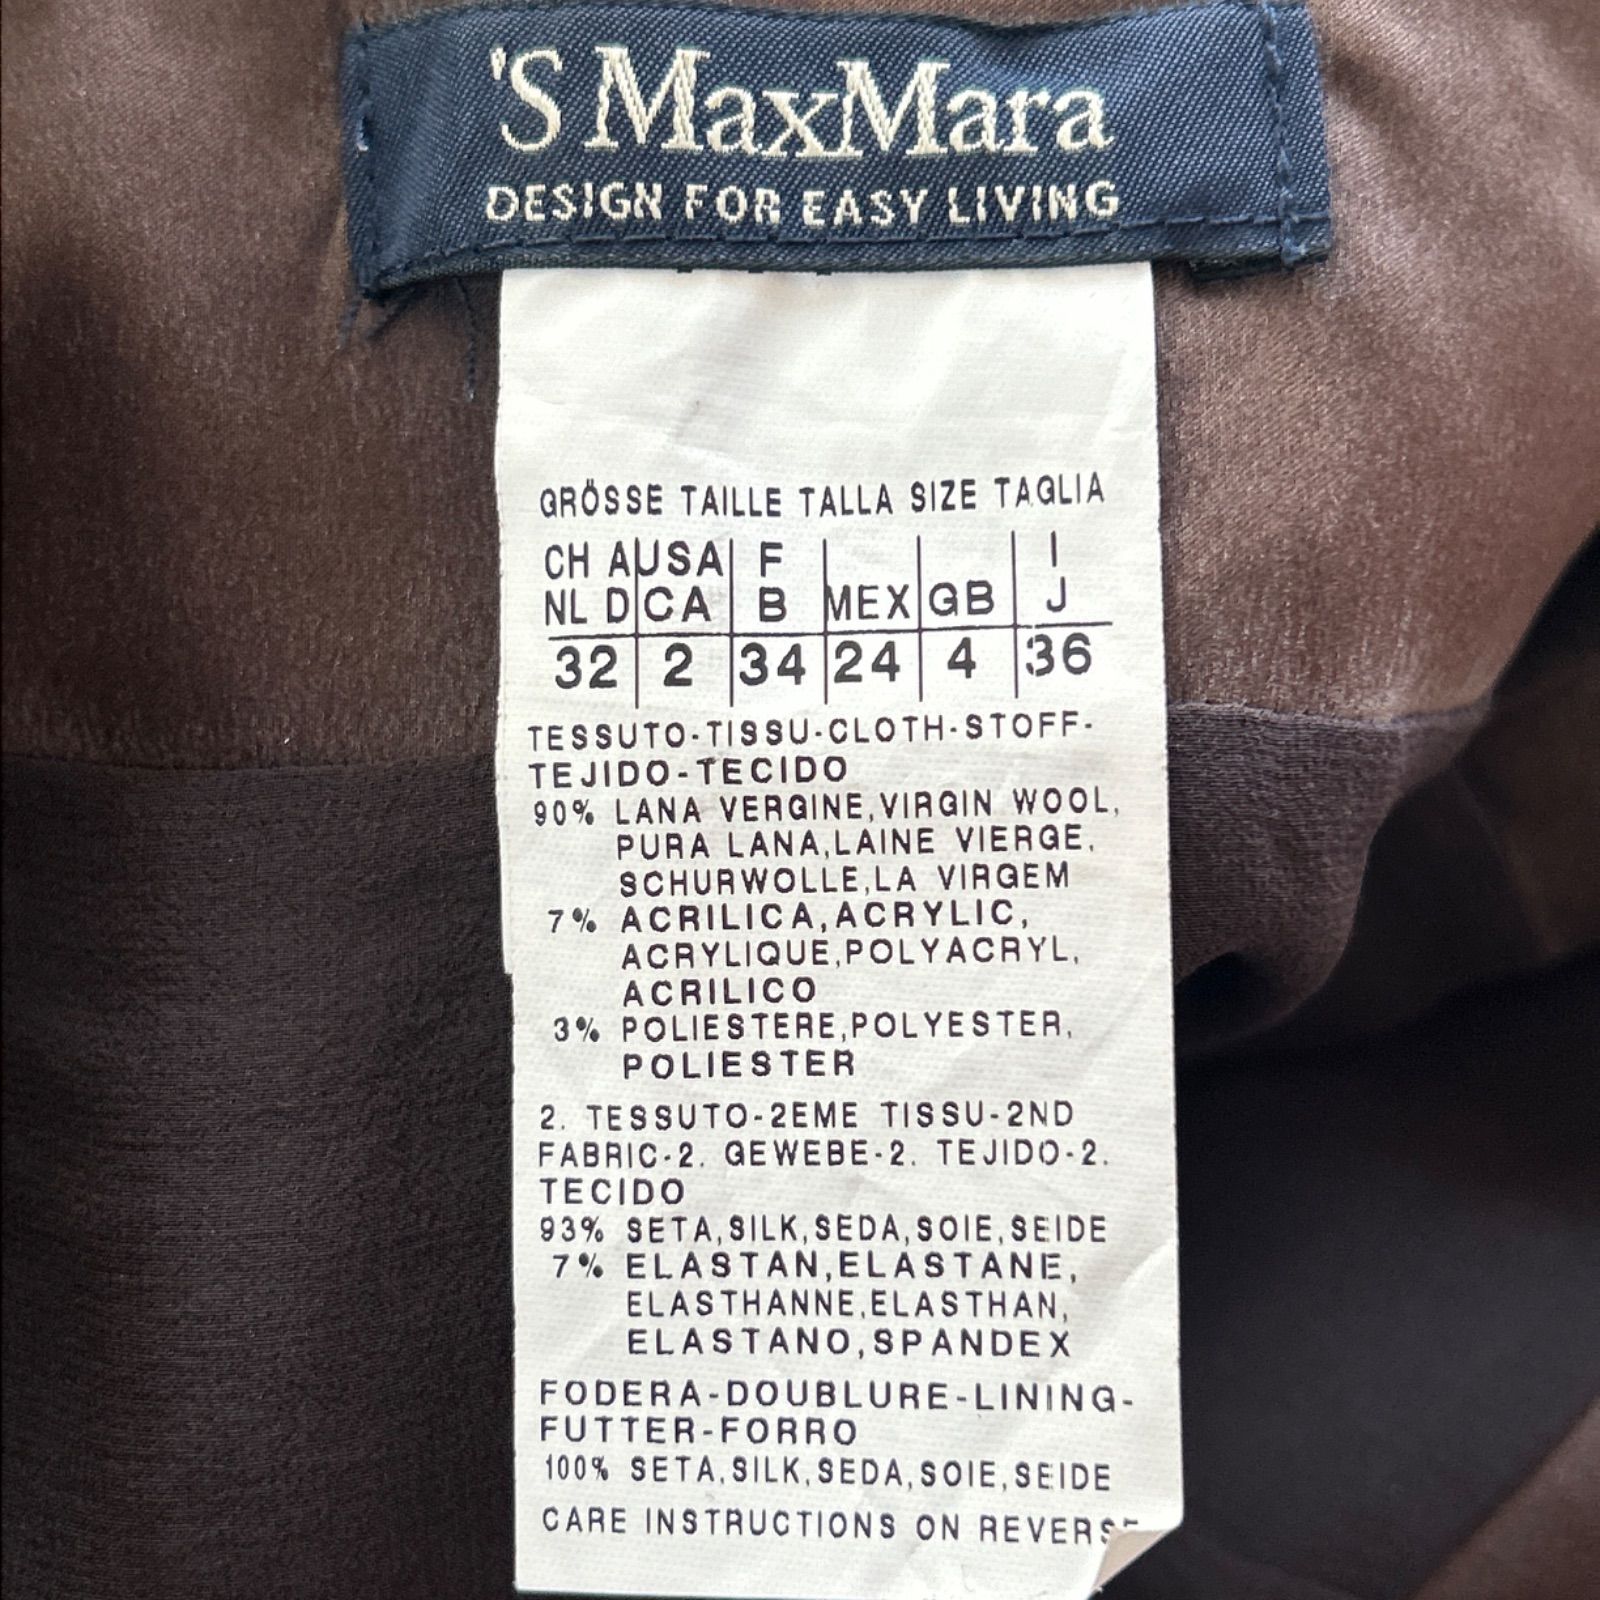 'S MaxMara
DESIGN FOR EASY LIVING
GRÖSSE TAILLE TALLA SIZE TAGLIA
CH A USA F I
NL D CA B MEX GB J
32 2 34 24 4 36
TESSUTO-TISSU-CLOTH-STOFF-
TEJIDO-TECIDO
90% LANA VERGINE,VIRGIN WOOL,
PURA LANA,LAINE VIERGE,
SCHURWOLLE,LA VIRGEM
7% ACRILICA,ACRYLIC,
ACRYLIQUE,POLYACRYL,
ACRILICO
3% POLIESTERE,POLYESTER,
POLIESTER
2. TESSUTO-2EME TISSU-2ND
FABRIC-2. GEWEBE-2. TEJIDO-2.
TECIDO
93% SETA,SILK,SEDA,SOIE,SEIDE
7% ELASTAN,ELASTANE,
ELASTHANNE,ELASTHAN,
ELASTANO,SPANDEX
FODERA-DOUBLURE-LINING-
FUTTER-FORRO
100% SETA,SILK,SEDA,SOIE,SEIDE
CARE INSTRUCTIONS ON REVERSE